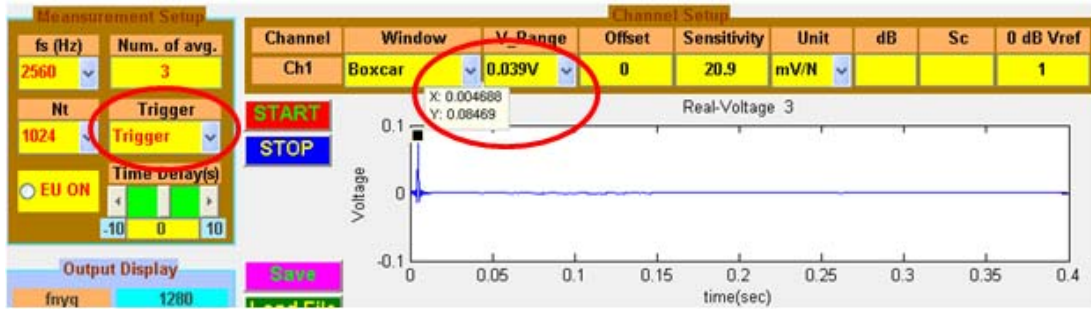 Measurement Setup
fs (Hz) Num. of avg.
2560 3
Nt Trigger
1024 Trigger
EU ON Time Delay(s)
-10 0 10
Output Display
fnyq 1280
Channel Setup
Channel Window V_Range Offset Sensitivity Unit dB Sc 0 dB Vref
Ch1 Boxcar 0.039V 0 20.9 mV/N 1
X: 0.004688
Y: 0.08469
START
STOP
Save
Load File
Real-Voltage 3
Voltage
0.1
0
-0.1
0 0.05 0.1 0.15 0.2 0.25 0.3 0.35 0.4
time(sec)